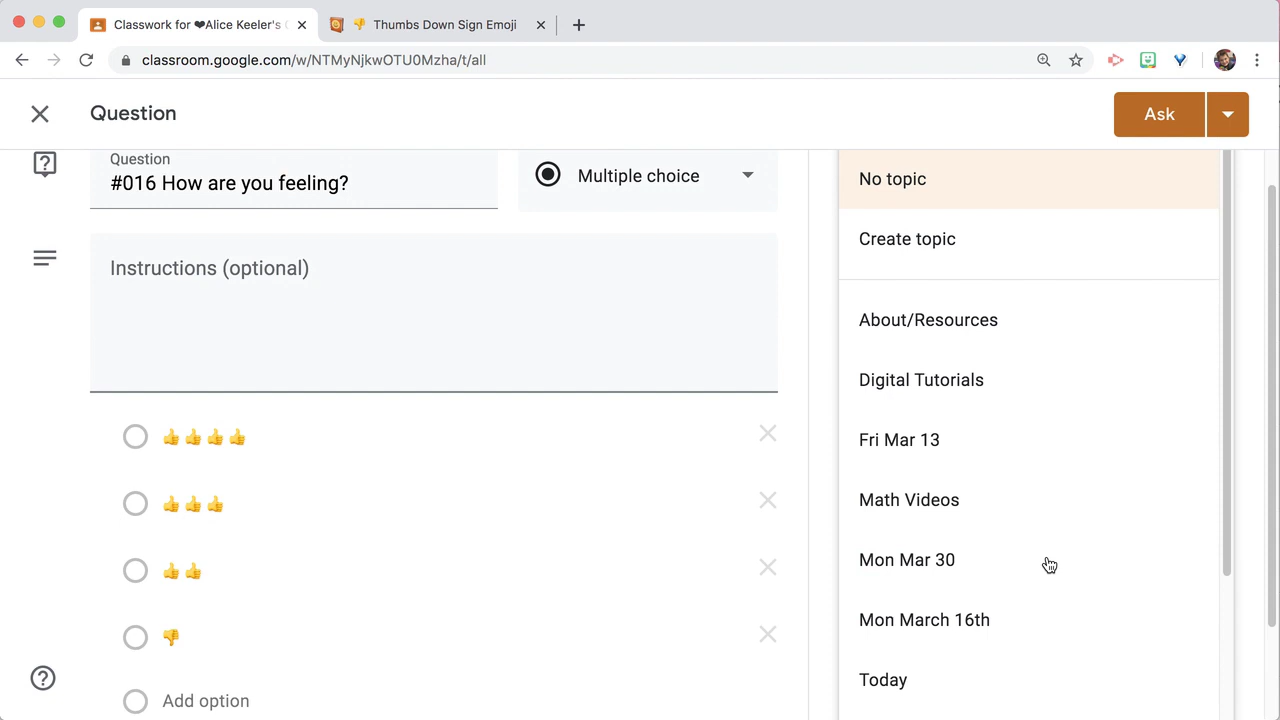 Classwork for ❤Alice Keeler's
👎 Thumbs Down Sign Emoji
classroom.google.com/w/NTMyNjkwOTU0Mzha/t/all
Question
Ask
Question
#016 How are you feeling?
Multiple choice
Instructions (optional)
👍👍👍👍
👍👍👍
👍👍
👎
Add option
No topic
Create topic
About/Resources
Digital Tutorials
Fri Mar 13
Math Videos
Mon Mar 30
Mon March 16th
Today